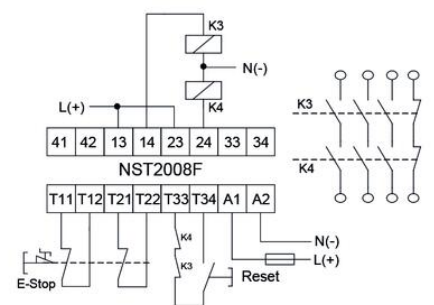 K3
N(-)
L(+)
K4
K3
41 42 13 14 23 24 33 34
NST2008F
K4
T11 T12 T21 T22 T33 T34 A1 A2
K4
N(-)
K3
L(+)
E-Stop
Reset